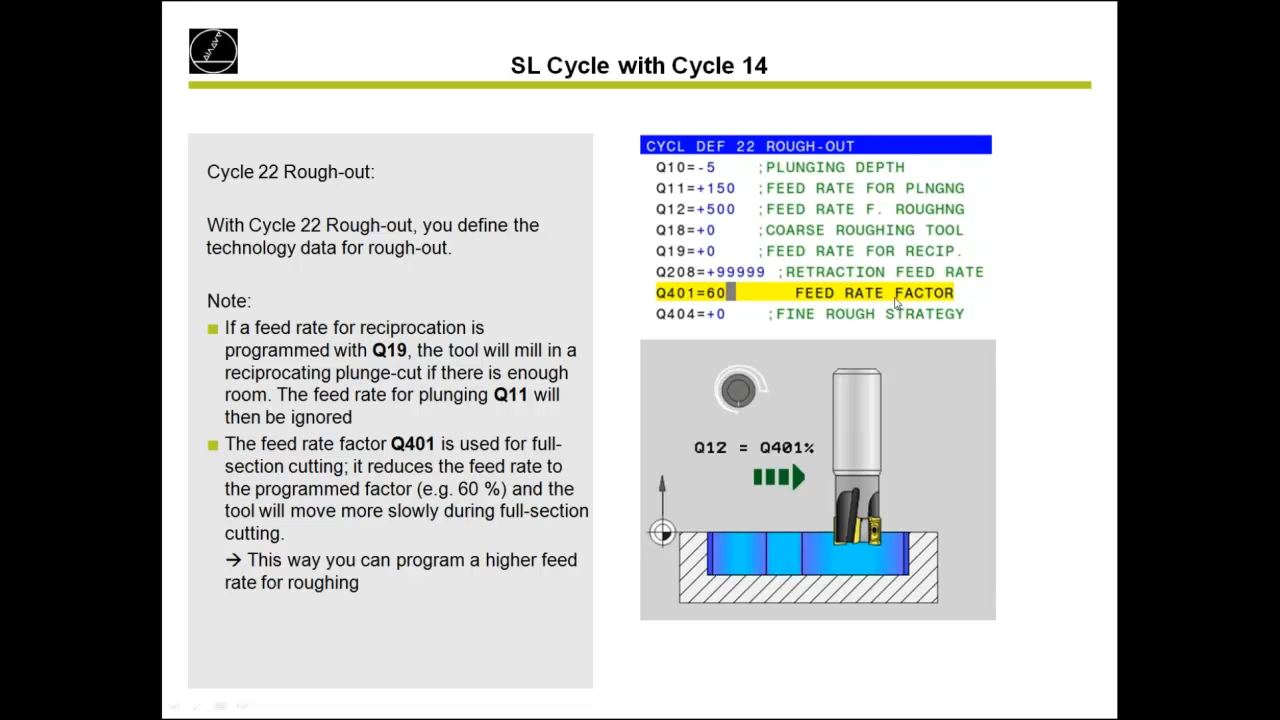 SL Cycle with Cycle 14
Cycle 22 Rough-out:
With Cycle 22 Rough-out, you define the
technology data for rough-out.
Note:
If a feed rate for reciprocation is
programmed with Q19, the tool will mill in a
reciprocating plunge-cut if there is enough
room. The feed rate for plunging Q11 will
then be ignored
The feed rate factor Q401 is used for full-
section cutting; it reduces the feed rate to
the programmed factor (e.g. 60 %) and the
tool will move more slowly during full-section
cutting.
→ This way you can program a higher feed
rate for roughing
CYCL DEF 22 ROUGH-OUT
Q10=-5 ;PLUNGING DEPTH
Q11=+150 ;FEED RATE FOR PLNGNG
Q12=+500 ;FEED RATE F. ROUGHNG
Q18=+0 ;COARSE ROUGHING TOOL
Q19=+0 ;FEED RATE FOR RECIP.
Q208=+99999 ;RETRACTION FEED RATE
Q401=60 FEED RATE FACTOR
Q404=+0 ;FINE ROUGH STRATEGY
Q12 = Q401%